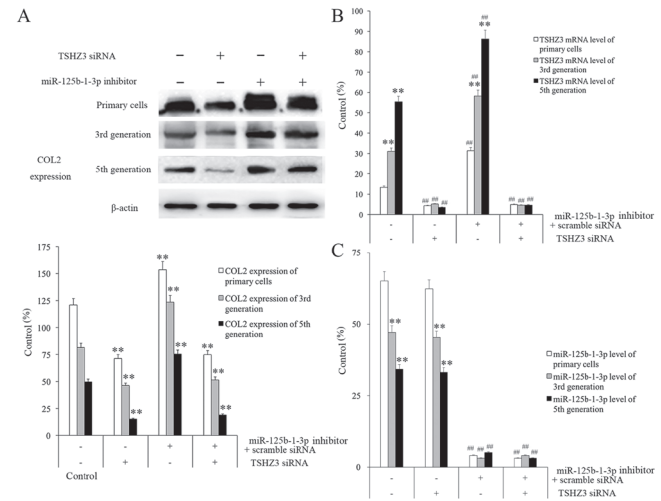 A
TSHZ3 siRNA - + - +
miR-125b-1-3p inhibitor - - + +
Primary cells
3rd generation
COL2
expression
5th generation
β-actin
175
150
125
100
75
50
25
0
Control (%)
COL2 expression of
primary cells
COL2 expression of 3rd
generation
COL2 expression of 5th
generation
** ** **
** ** **
** ** **
- - + + miR-125b-1-3p inhibitor
+ scramble siRNA
- + - + TSHZ3 siRNA
Control
B
100
90
80
70
60
50
40
30
20
10
0
Control (%)
TSHZ3 mRNA level of
primary cells
TSHZ3 mRNA level of 3rd
generation
TSHZ3 mRNA level of
5th generation
** **
## ## ##
## ## ** ## **
## ## ##
- - + + miR-125b-1-3p inhibitor
+ scramble siRNA
- + - + TSHZ3 siRNA
C
75
50
25
0
Control (%)
miR-125b-1-3p level of
primary cells
miR-125b-1-3p level of
3rd generation
miR-125b-1-3p level of
5th generation
** **
** **
## ## ##
## ## ##
- - + + miR-125b-1-3p inhibitor
+ scramble siRNA
- + - + TSHZ3 siRNA